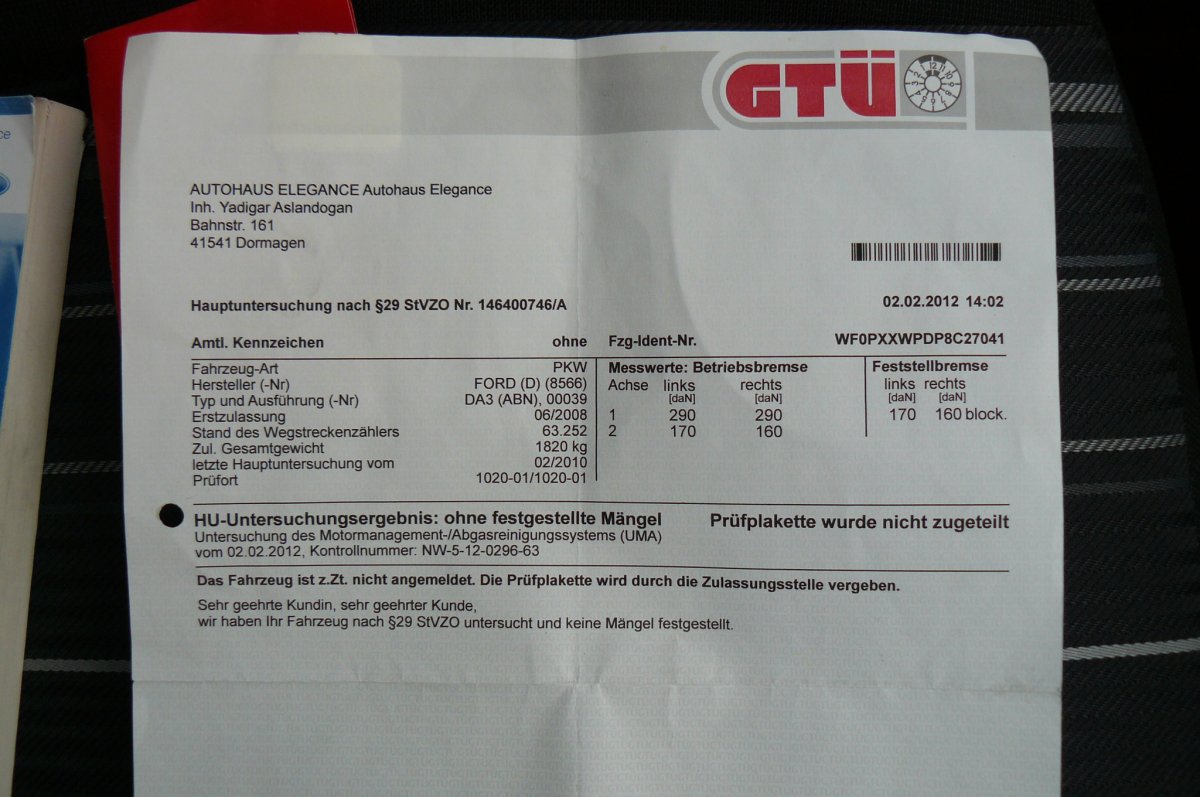 GTÜ
AUTOHAUS ELEGANCE Autohaus Elegance
Inh. Yadigar Aslandogan
Bahnstr. 161
41541 Dormagen
Hauptuntersuchung nach §29 StVZO Nr. 146400746/A 02.02.2012 14:02
Amtl. Kennzeichen ohne Fzg-Ident-Nr. WF0PXXWPDP8C27041
Fahrzeug-Art PKW
Hersteller (-Nr) FORD (D) (8566)
Typ und Ausführung (-Nr) DA3 (ABN), 00039
Erstzulassung 06/2008
Stand des Wegstreckenzählers 63.252
Zul. Gesamtgewicht 1820 kg
letzte Hauptuntersuchung vom 02/2010
Prüfort 1020-01/1020-01
Messwerte: Betriebsbremse
Achse links rechts
[daN] [daN]
1 290 290
2 170 160
Feststellbremse
links rechts
[daN] [daN]
170 160 block.
HU-Untersuchungsergebnis: ohne festgestellte Mängel Prüfplakette wurde nicht zugeteilt
Untersuchung des Motormanagement-/Abgasreinigungssystems (UMA)
vom 02.02.2012, Kontrollnummer: NW-5-12-0296-63
Das Fahrzeug ist z.Zt. nicht angemeldet. Die Prüfplakette wird durch die Zulassungsstelle vergeben.
Sehr geehrte Kundin, sehr geehrter Kunde,
wir haben Ihr Fahrzeug nach §29 StVZO untersucht und keine Mängel festgestellt.